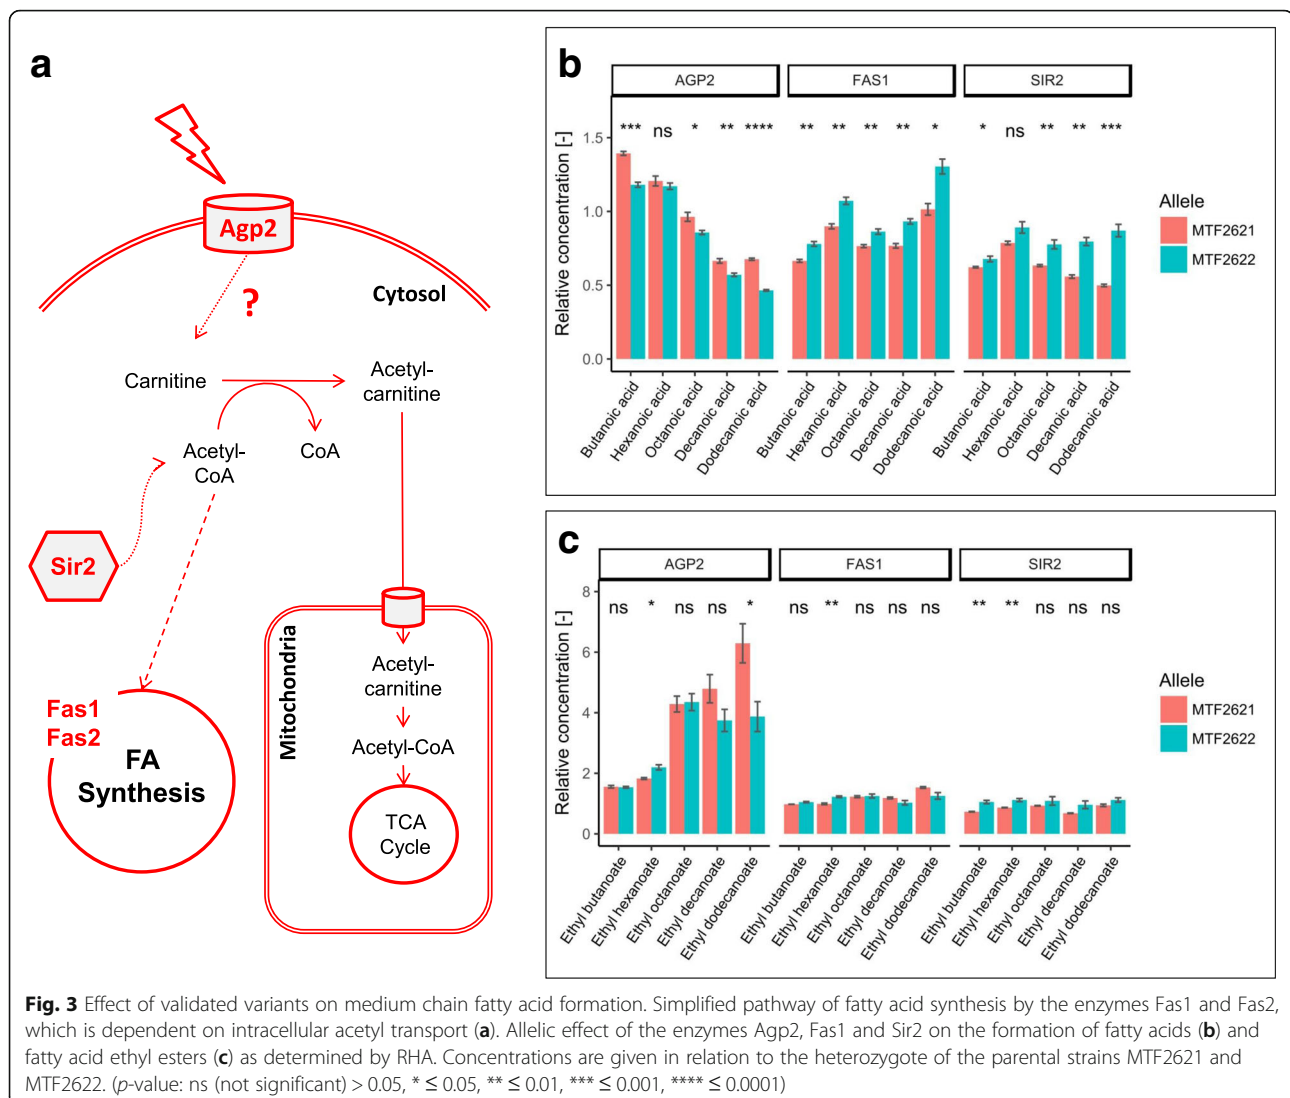 a
Agp2
?
Cytosol
Carnitine
Acetyl-
carnitine
Acetyl-
CoA
CoA
Sir2
Fas1
Fas2
FA
Synthesis
Mitochondria
Acetyl-
carnitine
Acetyl-CoA
TCA
Cycle
b
AGP2 FAS1 SIR2
*** ns * ** **** ** ** ** ** * * ns ** ** ***
Relative concentration [-]
1.5
1.0
0.5
0.0
Butanoic acid
Hexanoic acid
Octanoic acid
Decanoic acid
Dodecanoic acid
Butanoic acid
Hexanoic acid
Octanoic acid
Decanoic acid
Dodecanoic acid
Butanoic acid
Hexanoic acid
Octanoic acid
Decanoic acid
Dodecanoic acid
Allele
MTF2621
MTF2622
c
AGP2 FAS1 SIR2
ns * ns ns * ns ** ns ns ns ** ** ns ns ns
Relative concentration [-]
8
6
4
2
0
Ethyl butanoate
Ethyl hexanoate
Ethyl octanoate
Ethyl decanoate
Ethyl dodecanoate
Ethyl butanoate
Ethyl hexanoate
Ethyl octanoate
Ethyl decanoate
Ethyl dodecanoate
Ethyl butanoate
Ethyl hexanoate
Ethyl octanoate
Ethyl decanoate
Ethyl dodecanoate
Allele
MTF2621
MTF2622
Fig. 3 Effect of validated variants on medium chain fatty acid formation. Simplified pathway of fatty acid synthesis by the enzymes Fas1 and Fas2,
which is dependent on intracellular acetyl transport (a). Allelic effect of the enzymes Agp2, Fas1 and Sir2 on the formation of fatty acids (b) and
fatty acid ethyl esters (c) as determined by RHA. Concentrations are given in relation to the heterozygote of the parental strains MTF2621 and
MTF2622. (p-value: ns (not significant) > 0.05, * ≤ 0.05, ** ≤ 0.01, *** ≤ 0.001, **** ≤ 0.0001)